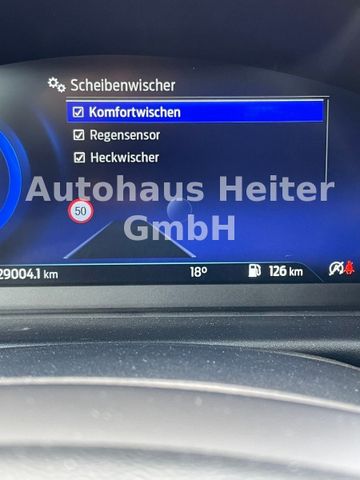 Scheibenwischer
Komfortwischen
Regensensor
Heckwischer
Autohaus Heiter
GmbH
50
29004.1 km
18°
126 km